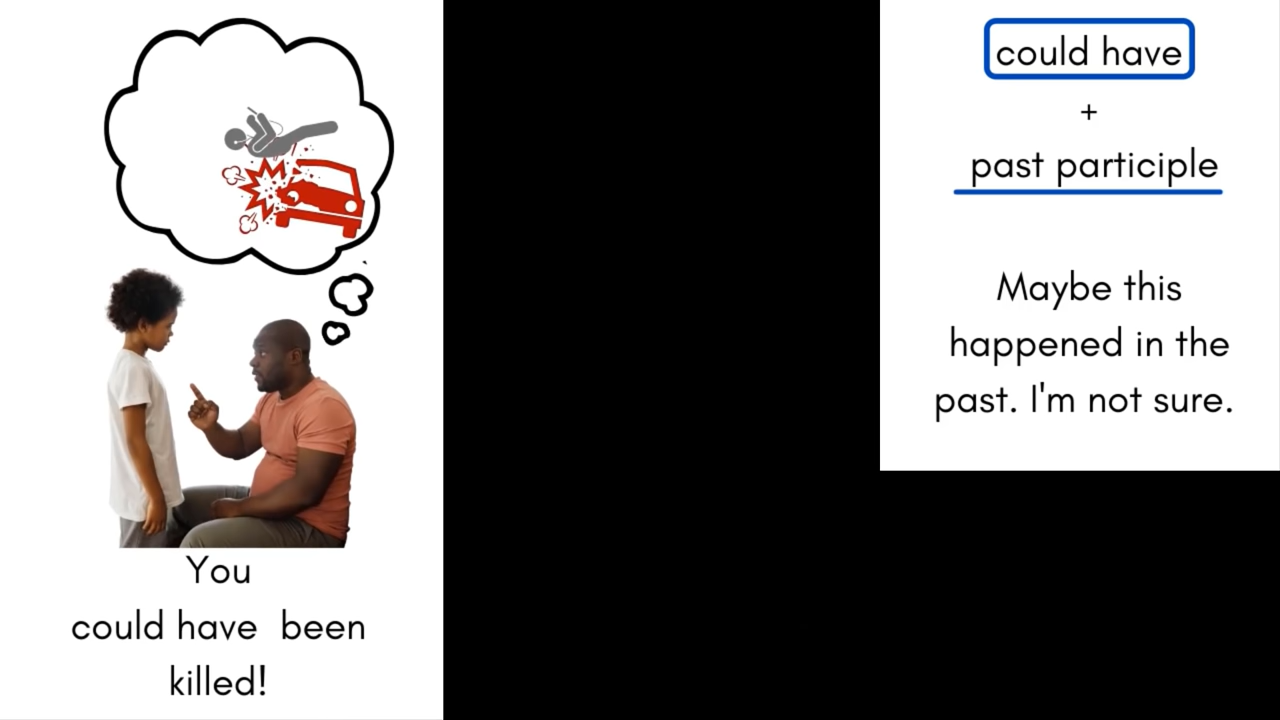 You
could have been
killed!
could have
+
past participle
Maybe this
happened in the
past. I'm not sure.